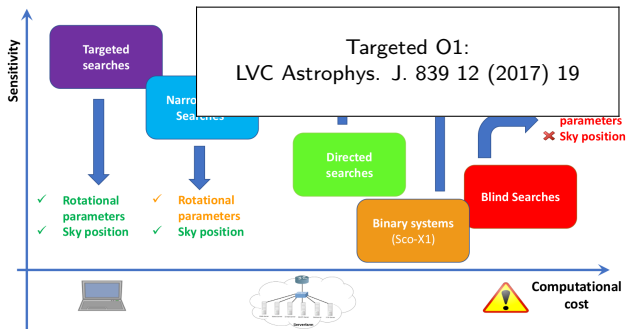 Targeted O1:
LVC Astrophys. J. 839 12 (2017) 19
Sensitivity
Targeted
searches
Searches
Directed
searches
Binary systems
(Sco-X1)
Blind Searches
parameters
✖ Sky position
✓ Rotational
parameters
✓ Sky position
✓ Rotational
parameters
✓ Sky position
Serverfarm
Computational
cost